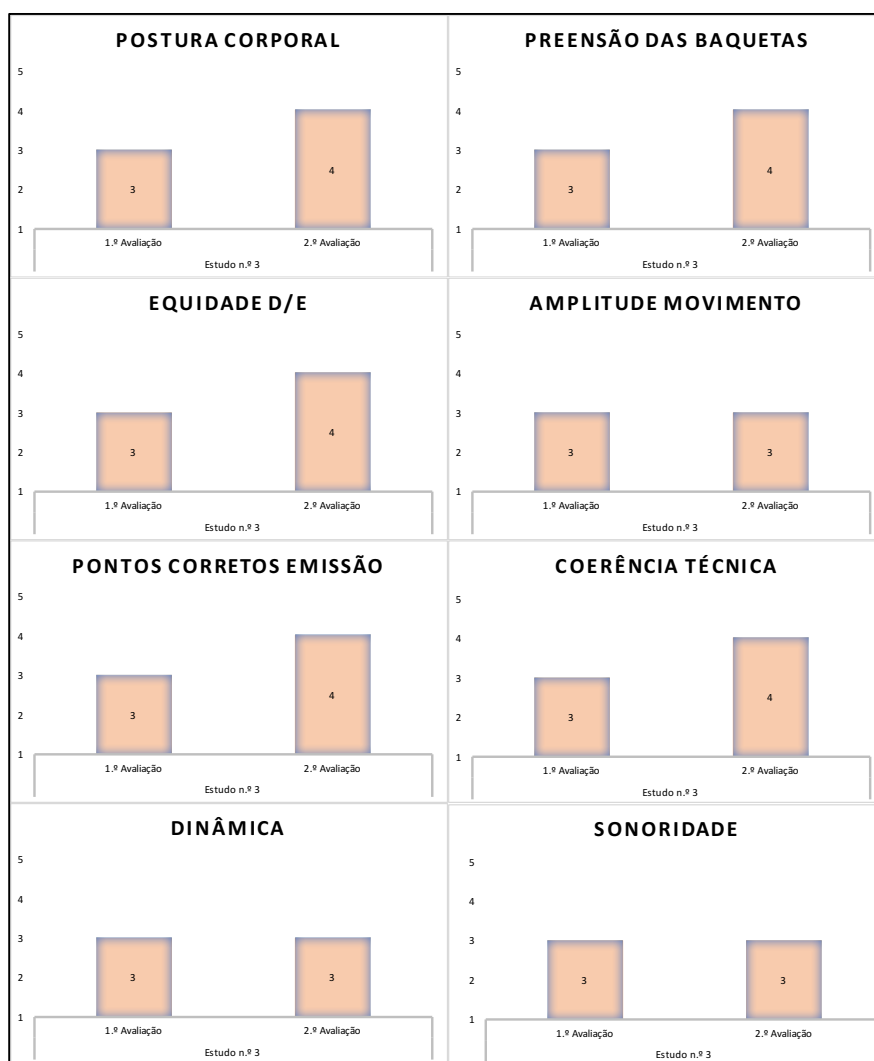 POSTURA CORPORAL
5
4
3
2
1
3
4
1.º Avaliação 2.º Avaliação
Estudo n.º 3
PREENSÃO DAS BAQUETAS
5
4
3
2
1
3
4
1.º Avaliação 2.º Avaliação
Estudo n.º 3
EQUIDADE D/E
5
4
3
2
1
3
4
1.º Avaliação 2.º Avaliação
Estudo n.º 3
AMPLITUDE MOVIMENTO
5
4
3
2
1
3
3
1.º Avaliação 2.º Avaliação
Estudo n.º 3
PONTOS CORRETOS EMISSÃO
5
4
3
2
1
3
4
1.º Avaliação 2.º Avaliação
Estudo n.º 3
COERÊNCIA TÉCNICA
5
4
3
2
1
3
4
1.º Avaliação 2.º Avaliação
Estudo n.º 3
DINÂMICA
5
4
3
2
1
3
3
1.º Avaliação 2.º Avaliação
Estudo n.º 3
SONORIDADE
5
4
3
2
1
3
3
1.º Avaliação 2.º Avaliação
Estudo n.º 3